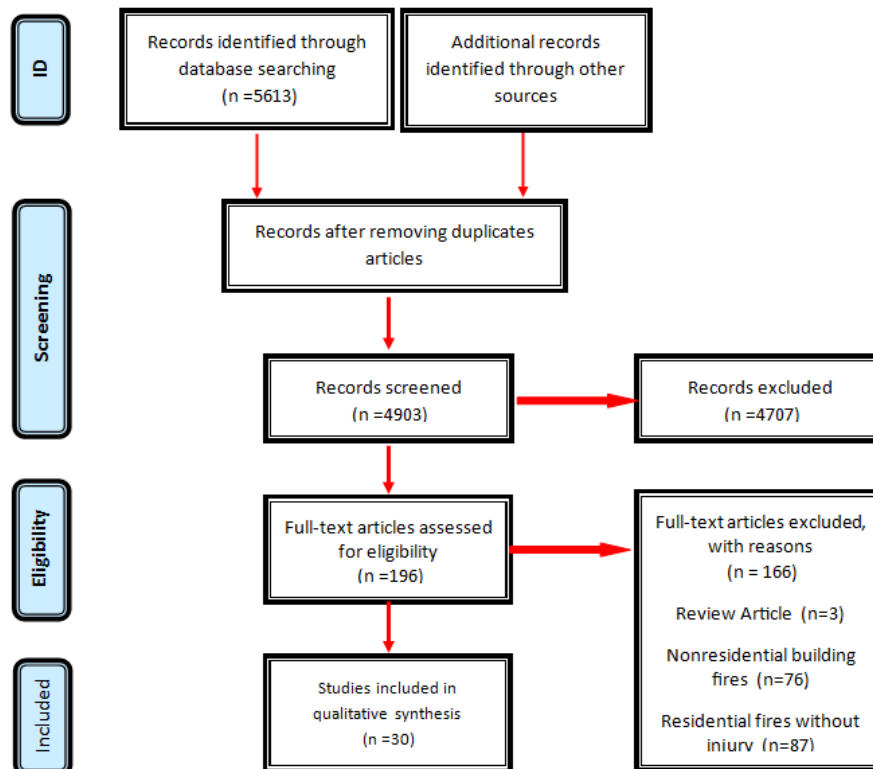 ID
Records identified through
database searching
(n =5613)
Additional records
identified through other
sources
Screening
Records after removing duplicates
articles
Records screened
(n =4903)
Records excluded
(n =4707)
Eligibility
Full-text articles assessed
for eligibility
(n =196)
Full-text articles excluded,
with reasons
(n = 166)
Review Article (n=3)
Nonresidential building
fires (n=76)
Residential fires without
injury (n=87)
Included
Studies included in
qualitative synthesis
(n =30)